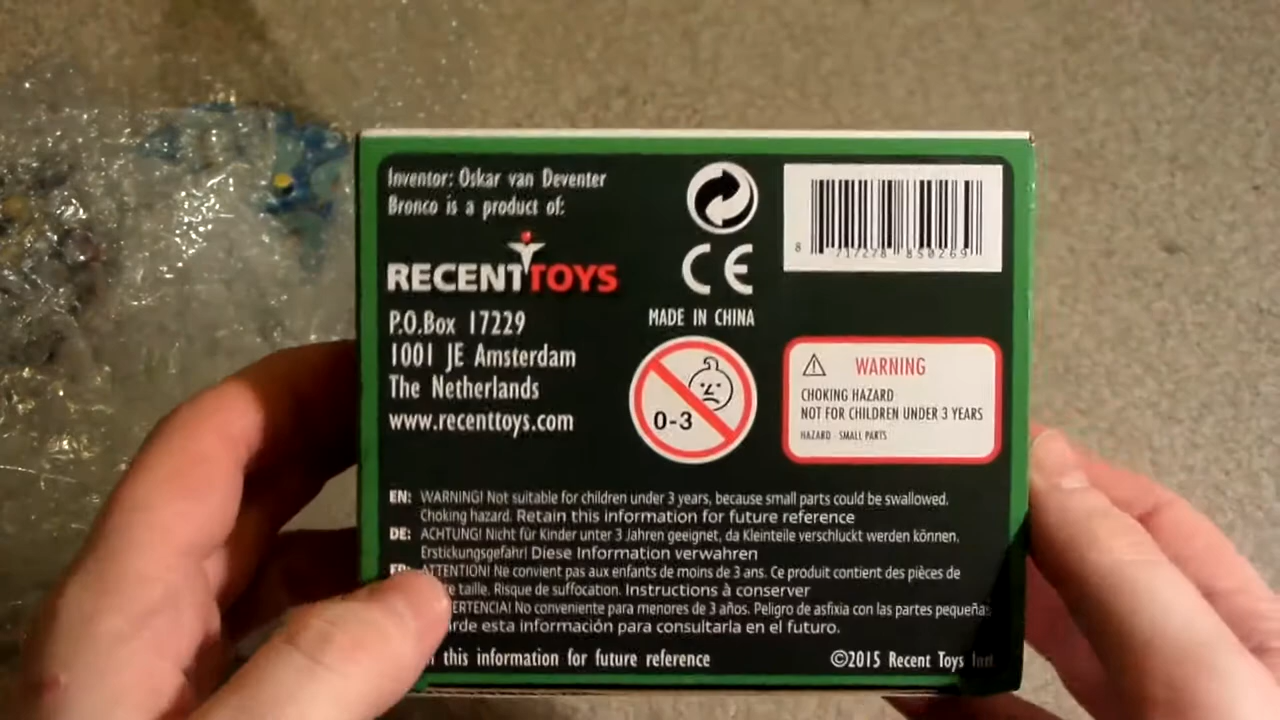 Inventor: Oskar van Deventer
Bronco is a product of:
RECENTTOYS
P.O.Box 17229
1001 JE Amsterdam
The Netherlands
www.recenttoys.com
CE
MADE IN CHINA
0-3
8 717278 850269
WARNING
CHOKING HAZARD
NOT FOR CHILDREN UNDER 3 YEARS
HAZARD - SMALL PARTS
EN: WARNING! Not suitable for children under 3 years, because small parts could be swallowed.
Choking hazard. Retain this information for future reference
DE: ACHTUNG! Nicht für Kinder unter 3 Jahren geeignet, da Kleinteile verschluckt werden können.
Erstickungsgefahr! Diese Information verwahren
FR: ATTENTION! Ne convient pas aux enfants de moins de 3 ans. Ce produit contient des pièces de
taille. Risque de suffocation. Instructions à conserver
ERTENCIA! No conveniente para menores de 3 años. Peligro de asfixia con las partes pequeñas
rde esta información para consultarla en el futuro.
this information for future reference
©2015 Recent Toys Int